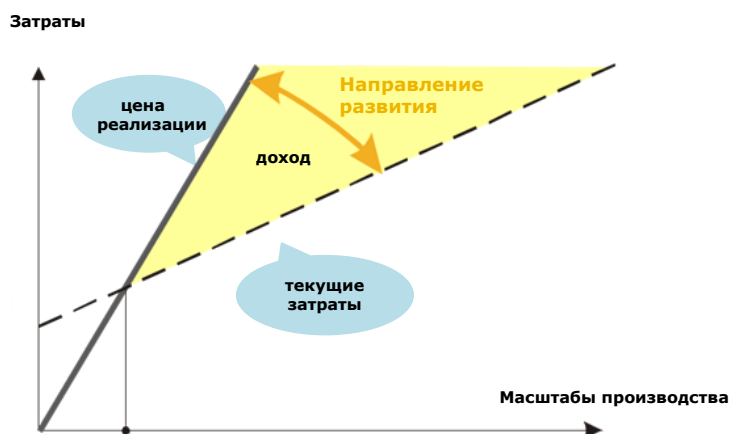 Затраты
цена
реализации
Направление
развития
доход
текущие
затраты
Масштабы производства